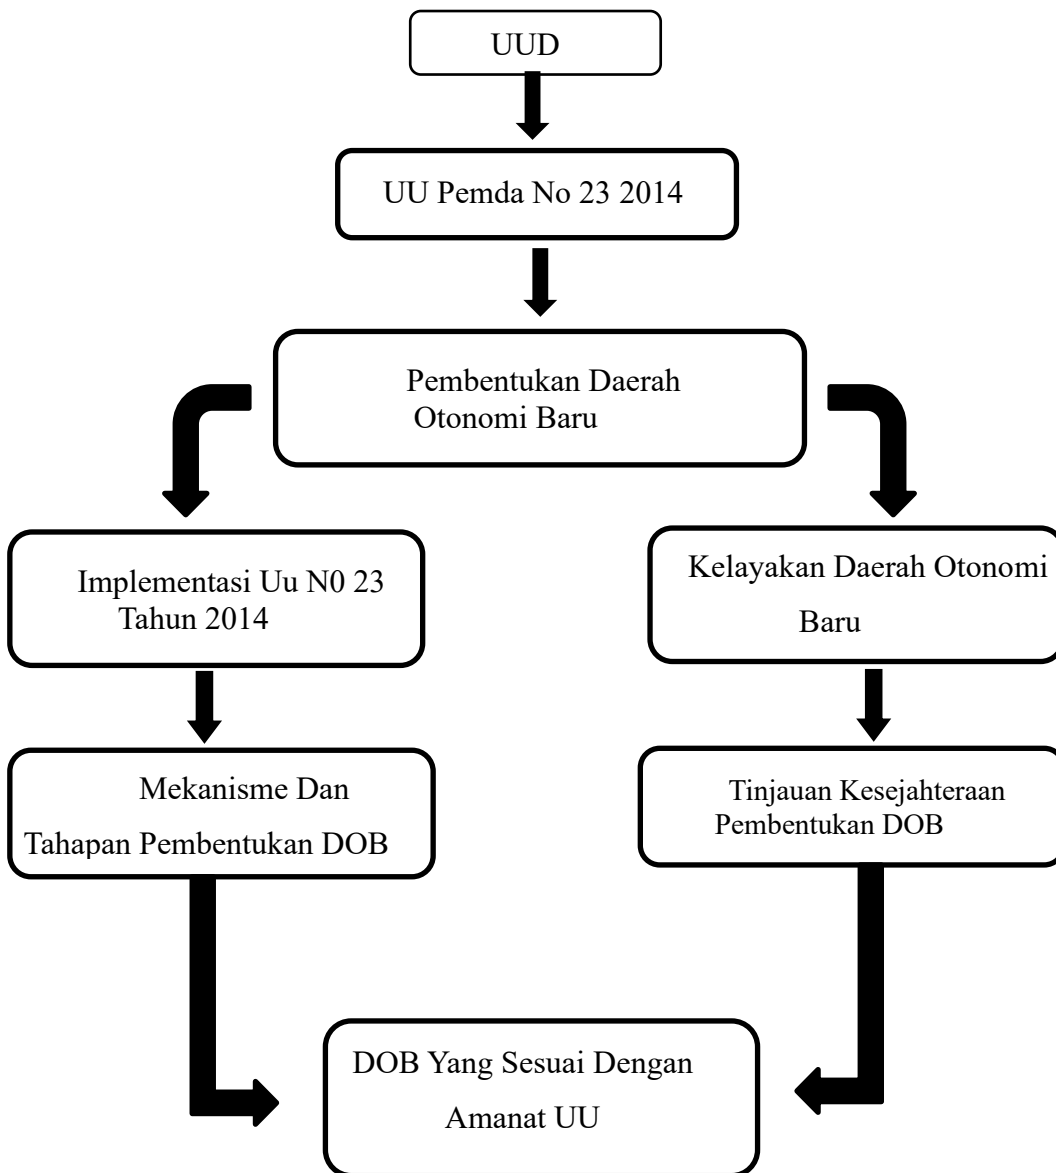 UUD
UU Pemda No 23 2014
Pembentukan Daerah
Otonomi Baru
Implementasi Uu N0 23
Tahun 2014
Kelayakan Daerah Otonomi
Baru
Mekanisme Dan
Tahapan Pembentukan DOB
Tinjauan Kesejahteraan
Pembentukan DOB
DOB Yang Sesuai Dengan
Amanat UU